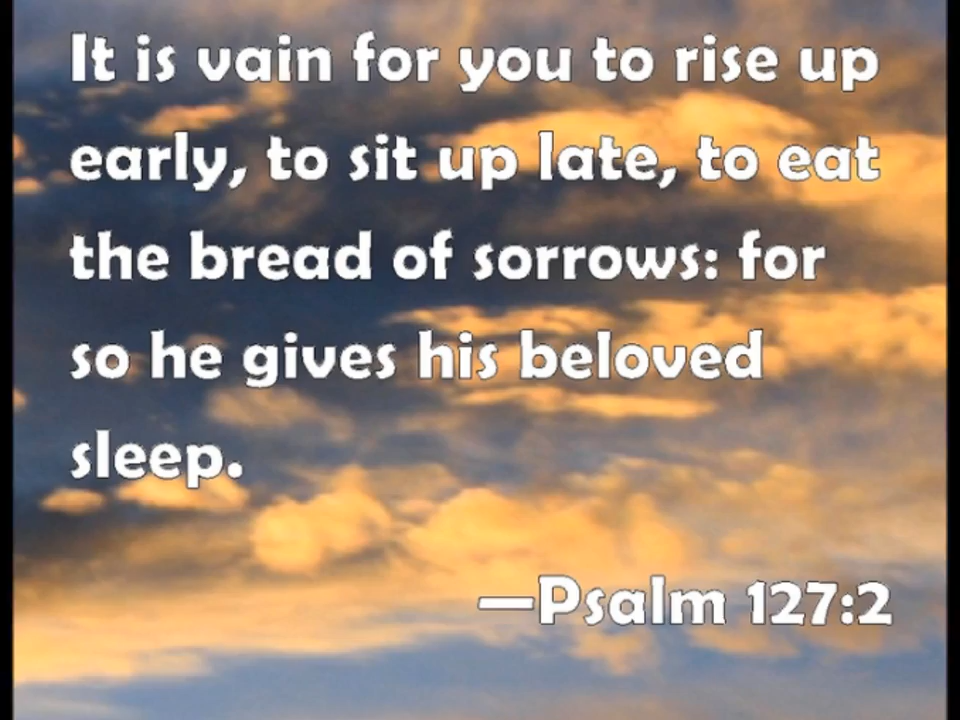 It is vain for you to rise up
early, to sit up late, to eat
the bread of sorrows: for
so he gives his beloved
sleep.
—Psalm 127:2